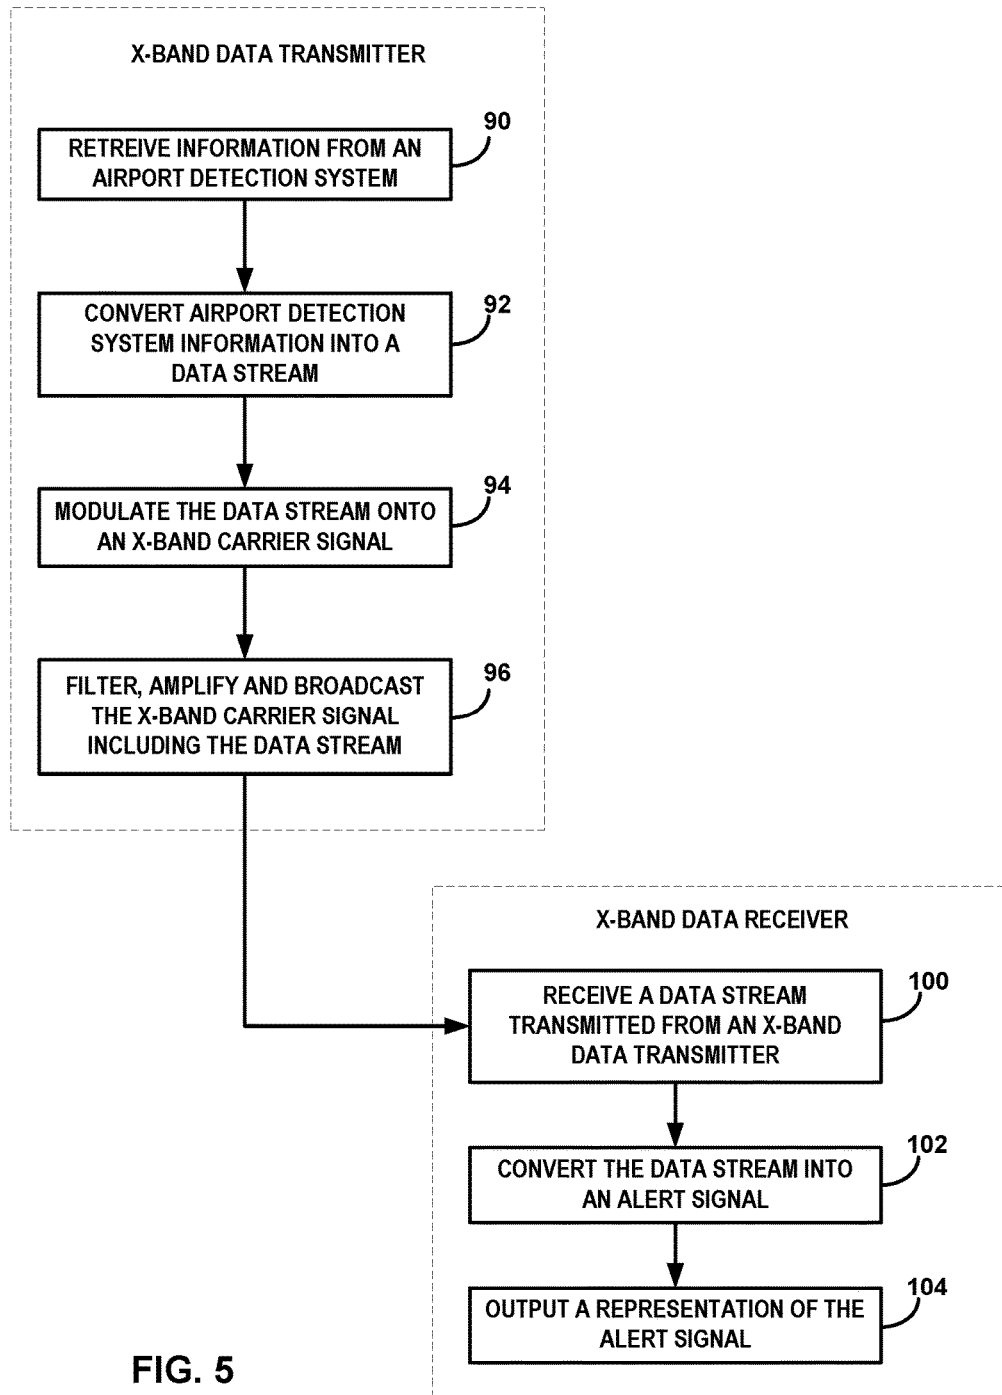 X-BAND DATA TRANSMITTER
90
RETREIVE INFORMATION FROM AN
AIRPORT DETECTION SYSTEM
92
CONVERT AIRPORT DETECTION
SYSTEM INFORMATION INTO A
DATA STREAM
94
MODULATE THE DATA STREAM ONTO
AN X-BAND CARRIER SIGNAL
96
FILTER, AMPLIFY AND BROADCAST
THE X-BAND CARRIER SIGNAL
INCLUDING THE DATA STREAM
X-BAND DATA RECEIVER
100
RECEIVE A DATA STREAM
TRANSMITTED FROM AN X-BAND
DATA TRANSMITTER
102
CONVERT THE DATA STREAM INTO
AN ALERT SIGNAL
104
OUTPUT A REPRESENTATION OF THE
ALERT SIGNAL
FIG. 5